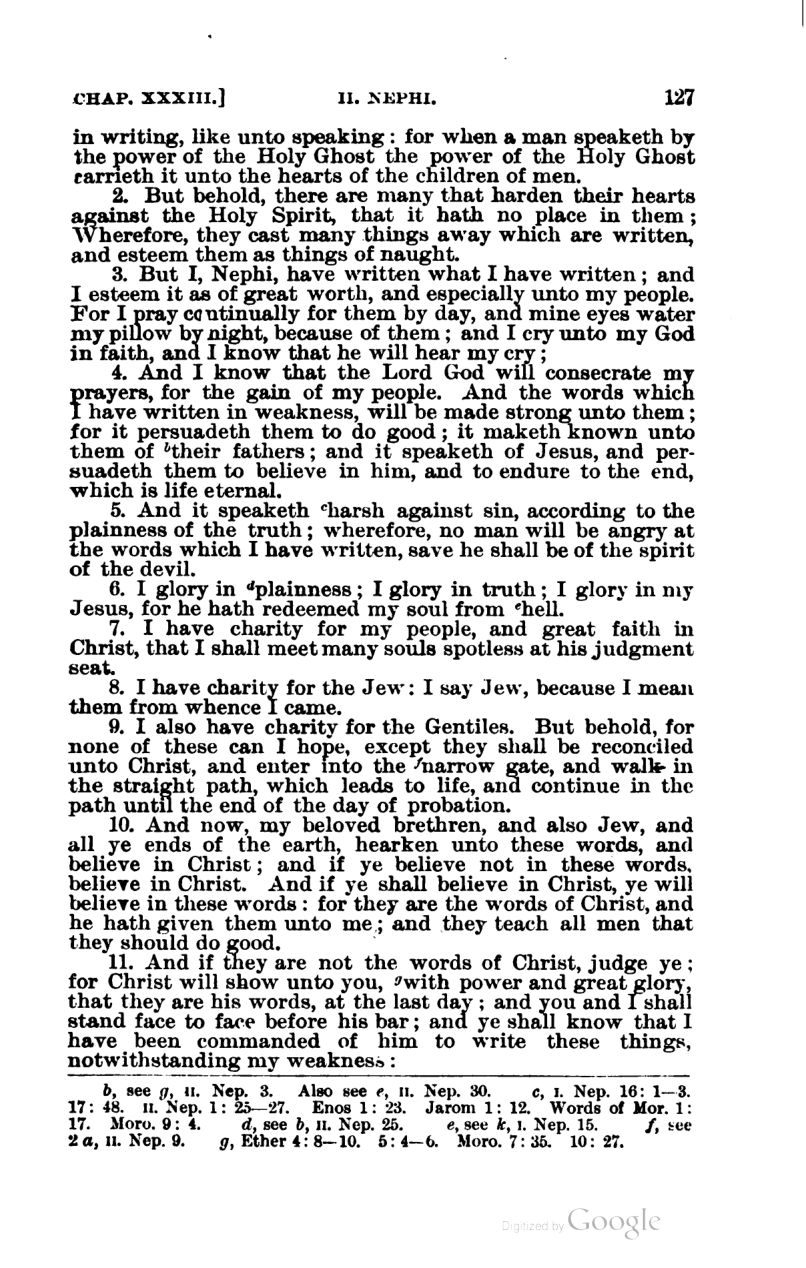 CHAP. XXXIII.] II. NEPHI. 127
in writing, like unto speaking: for when a man speaketh by
the power of the Holy Ghost the power of the Holy Ghost
carrieth it unto the hearts of the children of men.
2. But behold, there are many that harden their hearts
against the Holy Spirit, that it hath no place in them;
Wherefore, they cast many things away which are written,
and esteem them as things of naught.
3. But I, Nephi, have written what I have written; and
I esteem it as of great worth, and especially unto my people.
For I pray continually for them by day, and mine eyes water
my pillow by night, because of them; and I cry unto my God
in faith, and I know that he will hear my cry;
4. And I know that the Lord God will consecrate my
prayers, for the gain of my people. And the words which
I have written in weakness, will be made strong unto them;
for it persuadeth them to do good; it maketh known unto
them of ᵇtheir fathers; and it speaketh of Jesus, and per-
suadeth them to believe in him, and to endure to the end,
which is life eternal.
5. And it speaketh ᶜharsh against sin, according to the
plainness of the truth; wherefore, no man will be angry at
the words which I have written, save he shall be of the spirit
of the devil.
6. I glory in ᵈplainness; I glory in truth; I glory in my
Jesus, for he hath redeemed my soul from ᵉhell.
7. I have charity for my people, and great faith in
Christ, that I shall meet many souls spotless at his judgment
seat.
8. I have charity for the Jew: I say Jew, because I mean
them from whence I came.
9. I also have charity for the Gentiles. But behold, for
none of these can I hope, except they shall be reconciled
unto Christ, and enter into the ᶠnarrow gate, and walk in
the straight path, which leads to life, and continue in the
path until the end of the day of probation.
10. And now, my beloved brethren, and also Jew, and
all ye ends of the earth, hearken unto these words, and
believe in Christ; and if ye believe not in these words,
believe in Christ. And if ye shall believe in Christ, ye will
believe in these words: for they are the words of Christ, and
he hath given them unto me; and they teach all men that
they should do good.
11. And if they are not the words of Christ, judge ye;
for Christ will show unto you, ᵍwith power and great glory,
that they are his words, at the last day; and you and I shall
stand face to face before his bar; and ye shall know that I
have been commanded of him to write these things,
notwithstanding my weakness:
b, see g, II. Nep. 3. Also see e, II. Nep. 30. c, I. Nep. 16: 1—3.
17: 48. II. Nep. 1: 25—27. Enos 1: 23. Jarom 1: 12. Words of Mor. 1:
17. Moro. 9: 4. d, see b, II. Nep. 25. e, see k, I. Nep. 15. f, see
2 a, II. Nep. 9. g, Ether 4: 8—10. 5: 4—6. Moro. 7: 35. 10: 27.
Digitized by Google